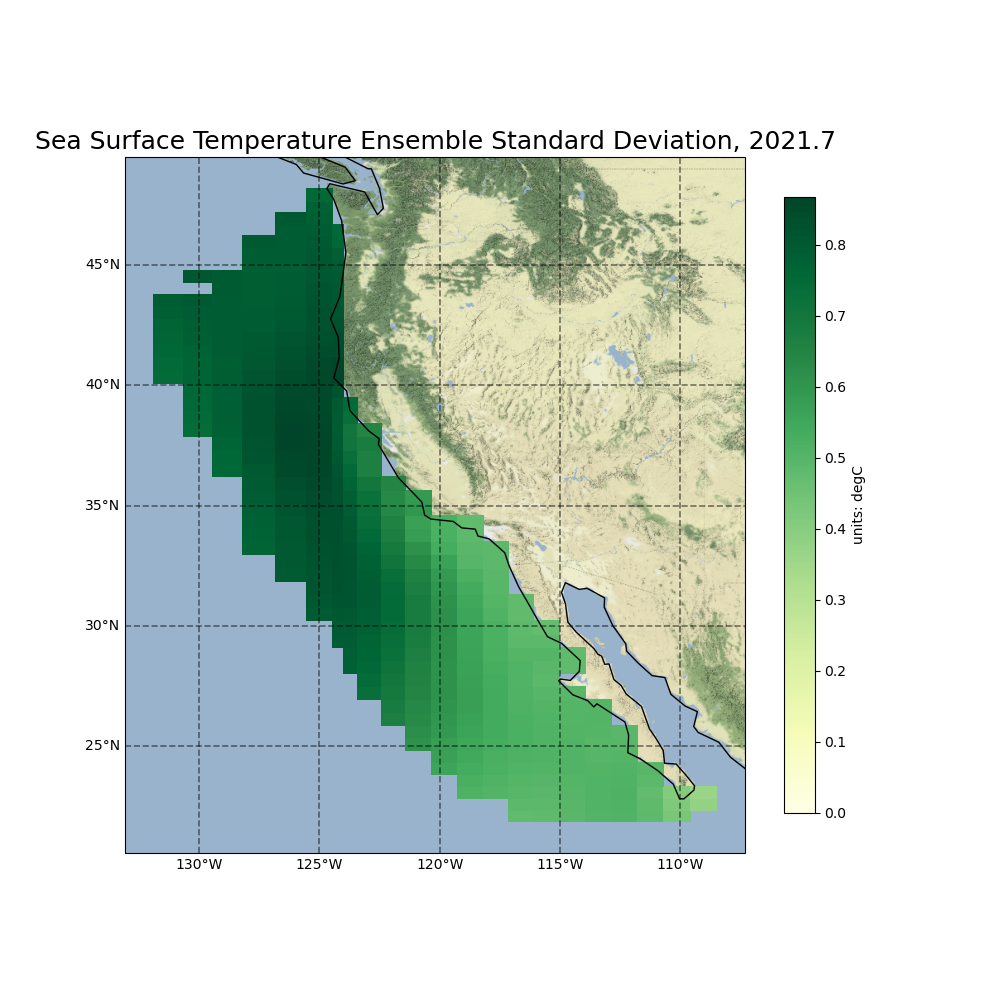 Sea Surface Temperature Ensemble Standard Deviation, 2021.7
45°N
40°N
35°N
30°N
25°N
130°W
125°W
120°W
115°W
110°W
0.8
0.7
0.6
0.5
0.4
0.3
0.2
0.1
0.0
units: degC